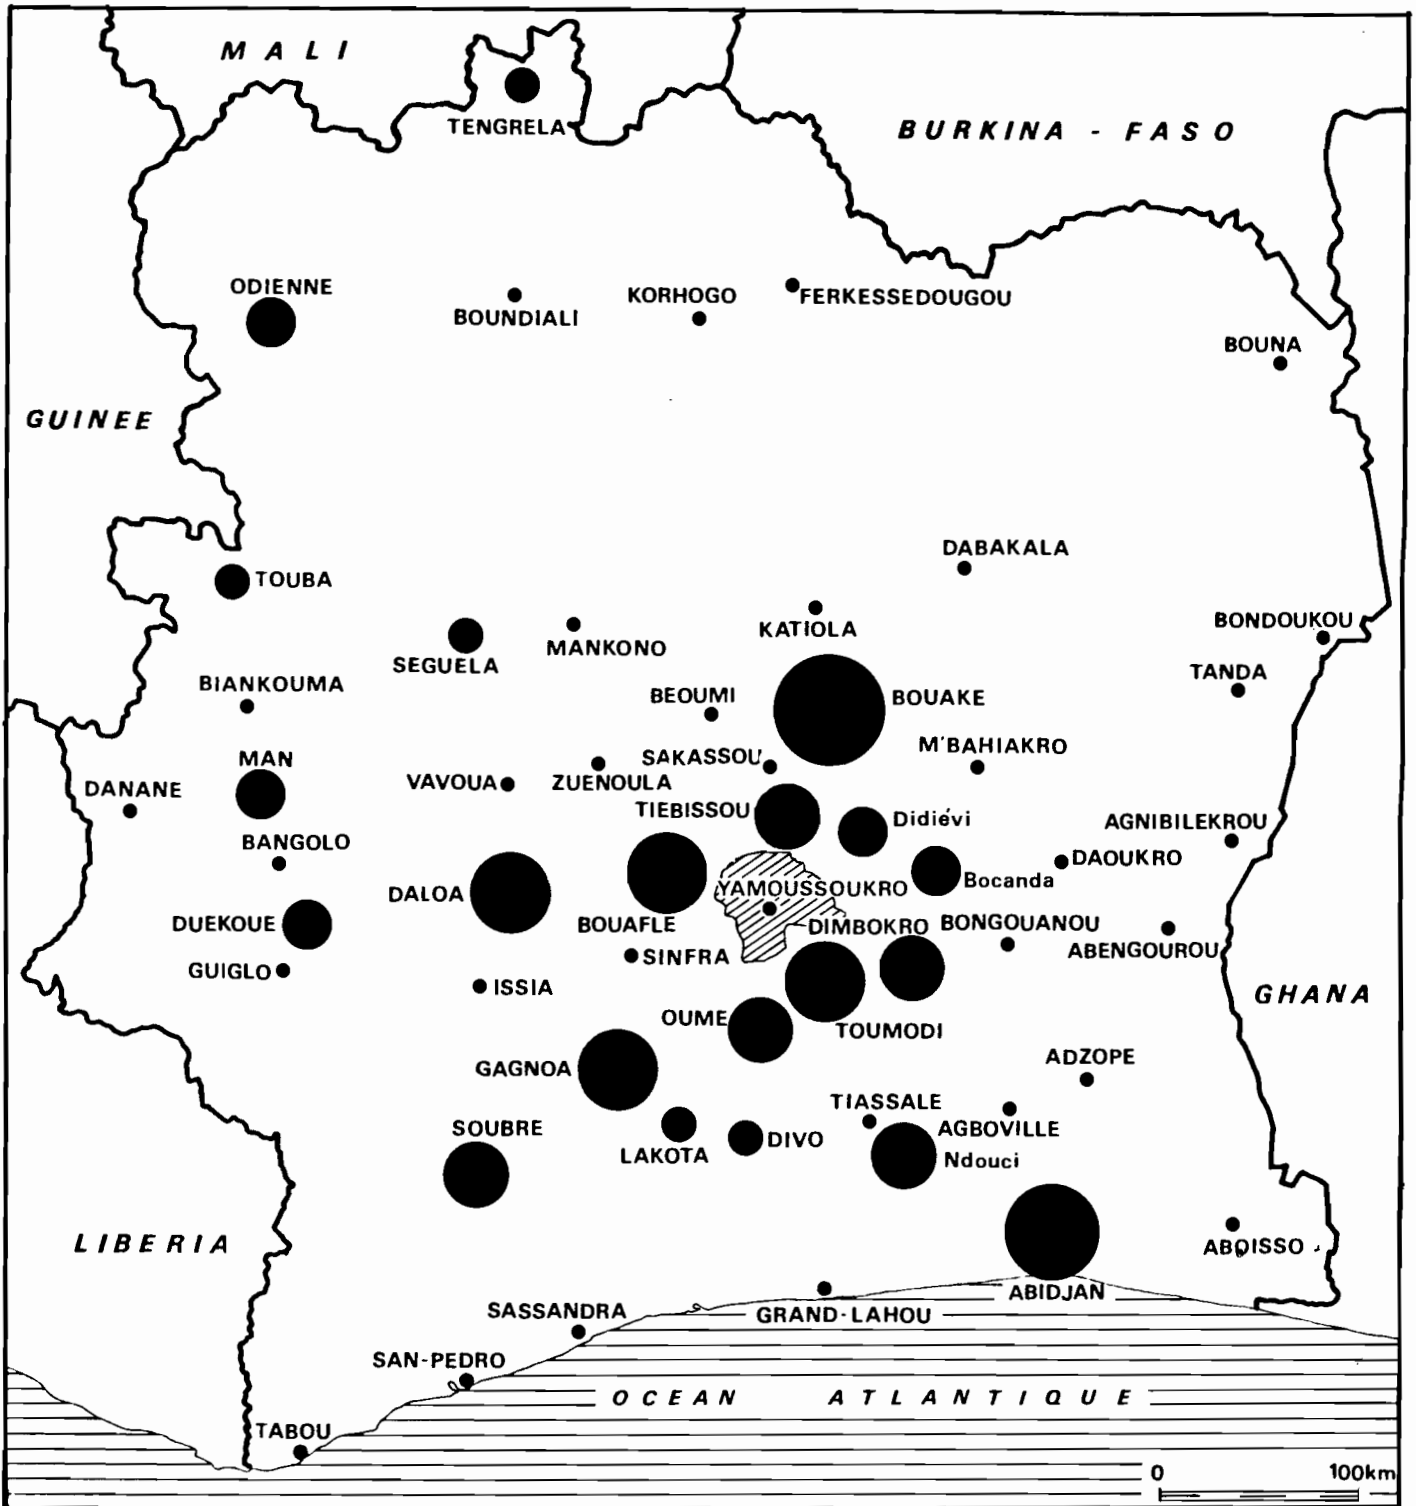 MALI
TENGRELA
BURKINA - FASO
ODIENNE
BOUNDIALI
KORHOGO
FERKESSEDOUGOU
BOUNA
GUINEE
DABAKALA
TOUBA
BONDOUKOU
KATIOLA
MANKONO
SEGUELA
TANDA
BIANKOUMA
BEOUMI
BOUAKE
M'BAHIAKRO
MAN
SAKASSOU
VAVOUA
ZUENOULA
DANANE
TIEBISSOU
Didiévi
AGNIBILEKROU
BANGOLO
DAOUKRO
Bocanda
YAMOUSSOUKRO
DALOA
DUEKOUE
BOUAFLE
DIMBOKRO
BONGOUANOU
ABENGOUROU
SINFRA
GUIGLO
ISSIA
GHANA
OUME
TOUMODI
ADZOPE
GAGNOA
TIASSALE
SOUBRE
AGBOVILLE
DIVO
LAKOTA
Ndouci
LIBERIA
ABOISSO
ABIDJAN
SASSANDRA
GRAND-LAHOU
SAN-PEDRO
OCEAN ATLANTIQUE
TABOU
0 100km